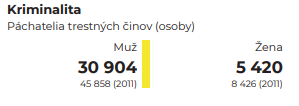 Kriminalita
Páchatelia trestných činov (osoby)
Muž Žena
30 904 5 420
45 858 (2011) 8 426 (2011)